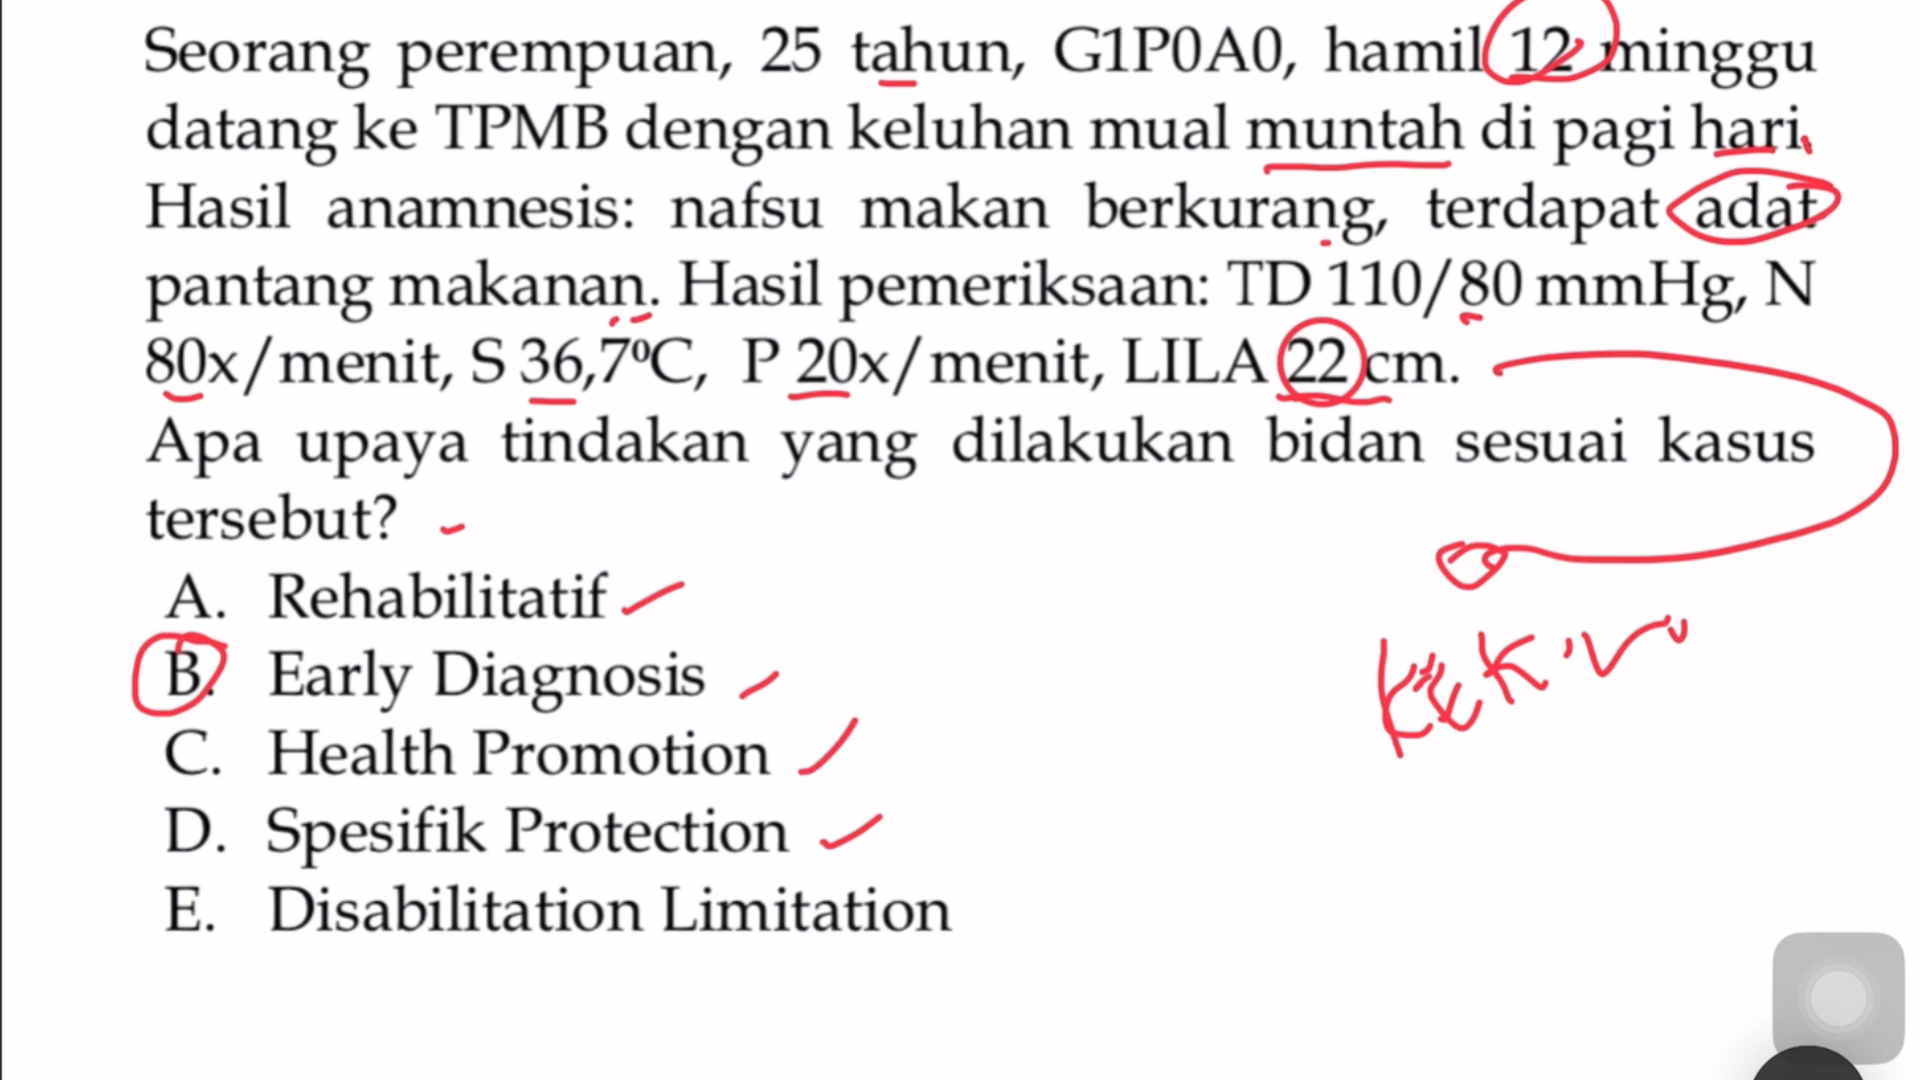 Seorang perempuan, 25 tahun, G1P0A0, hamil 12 minggu
datang ke TPMB dengan keluhan mual muntah di pagi hari.
Hasil anamnesis: nafsu makan berkurang, terdapat adat
pantang makanan. Hasil pemeriksaan: TD 110/80 mmHg, N
80x/menit, S 36,7⁰C, P 20x/menit, LILA 22 cm.
Apa upaya tindakan yang dilakukan bidan sesuai kasus
tersebut?
A. Rehabilitatif
B. Early Diagnosis
C. Health Promotion
D. Spesifik Protection
E. Disabilitation Limitation
KEK